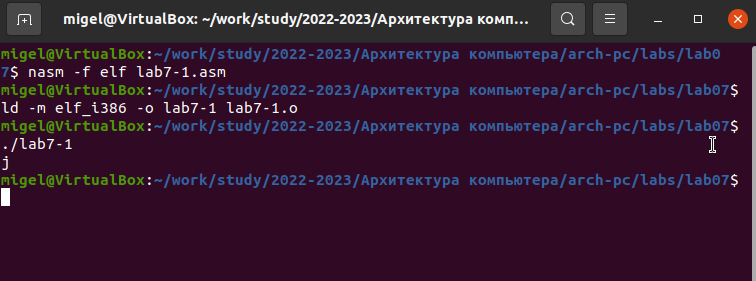 migel@VirtualBox: ~/work/study/2022-2023/Архитектура комп...
migel@VirtualBox:~/work/study/2022-2023/Архитектура компьютера/arch-pc/labs/lab0
7$ nasm -f elf lab7-1.asm
migel@VirtualBox:~/work/study/2022-2023/Архитектура компьютера/arch-pc/labs/lab07$
ld -m elf_i386 -o lab7-1 lab7-1.o
migel@VirtualBox:~/work/study/2022-2023/Архитектура компьютера/arch-pc/labs/lab07$
./lab7-1
j
migel@VirtualBox:~/work/study/2022-2023/Архитектура компьютера/arch-pc/labs/lab07$